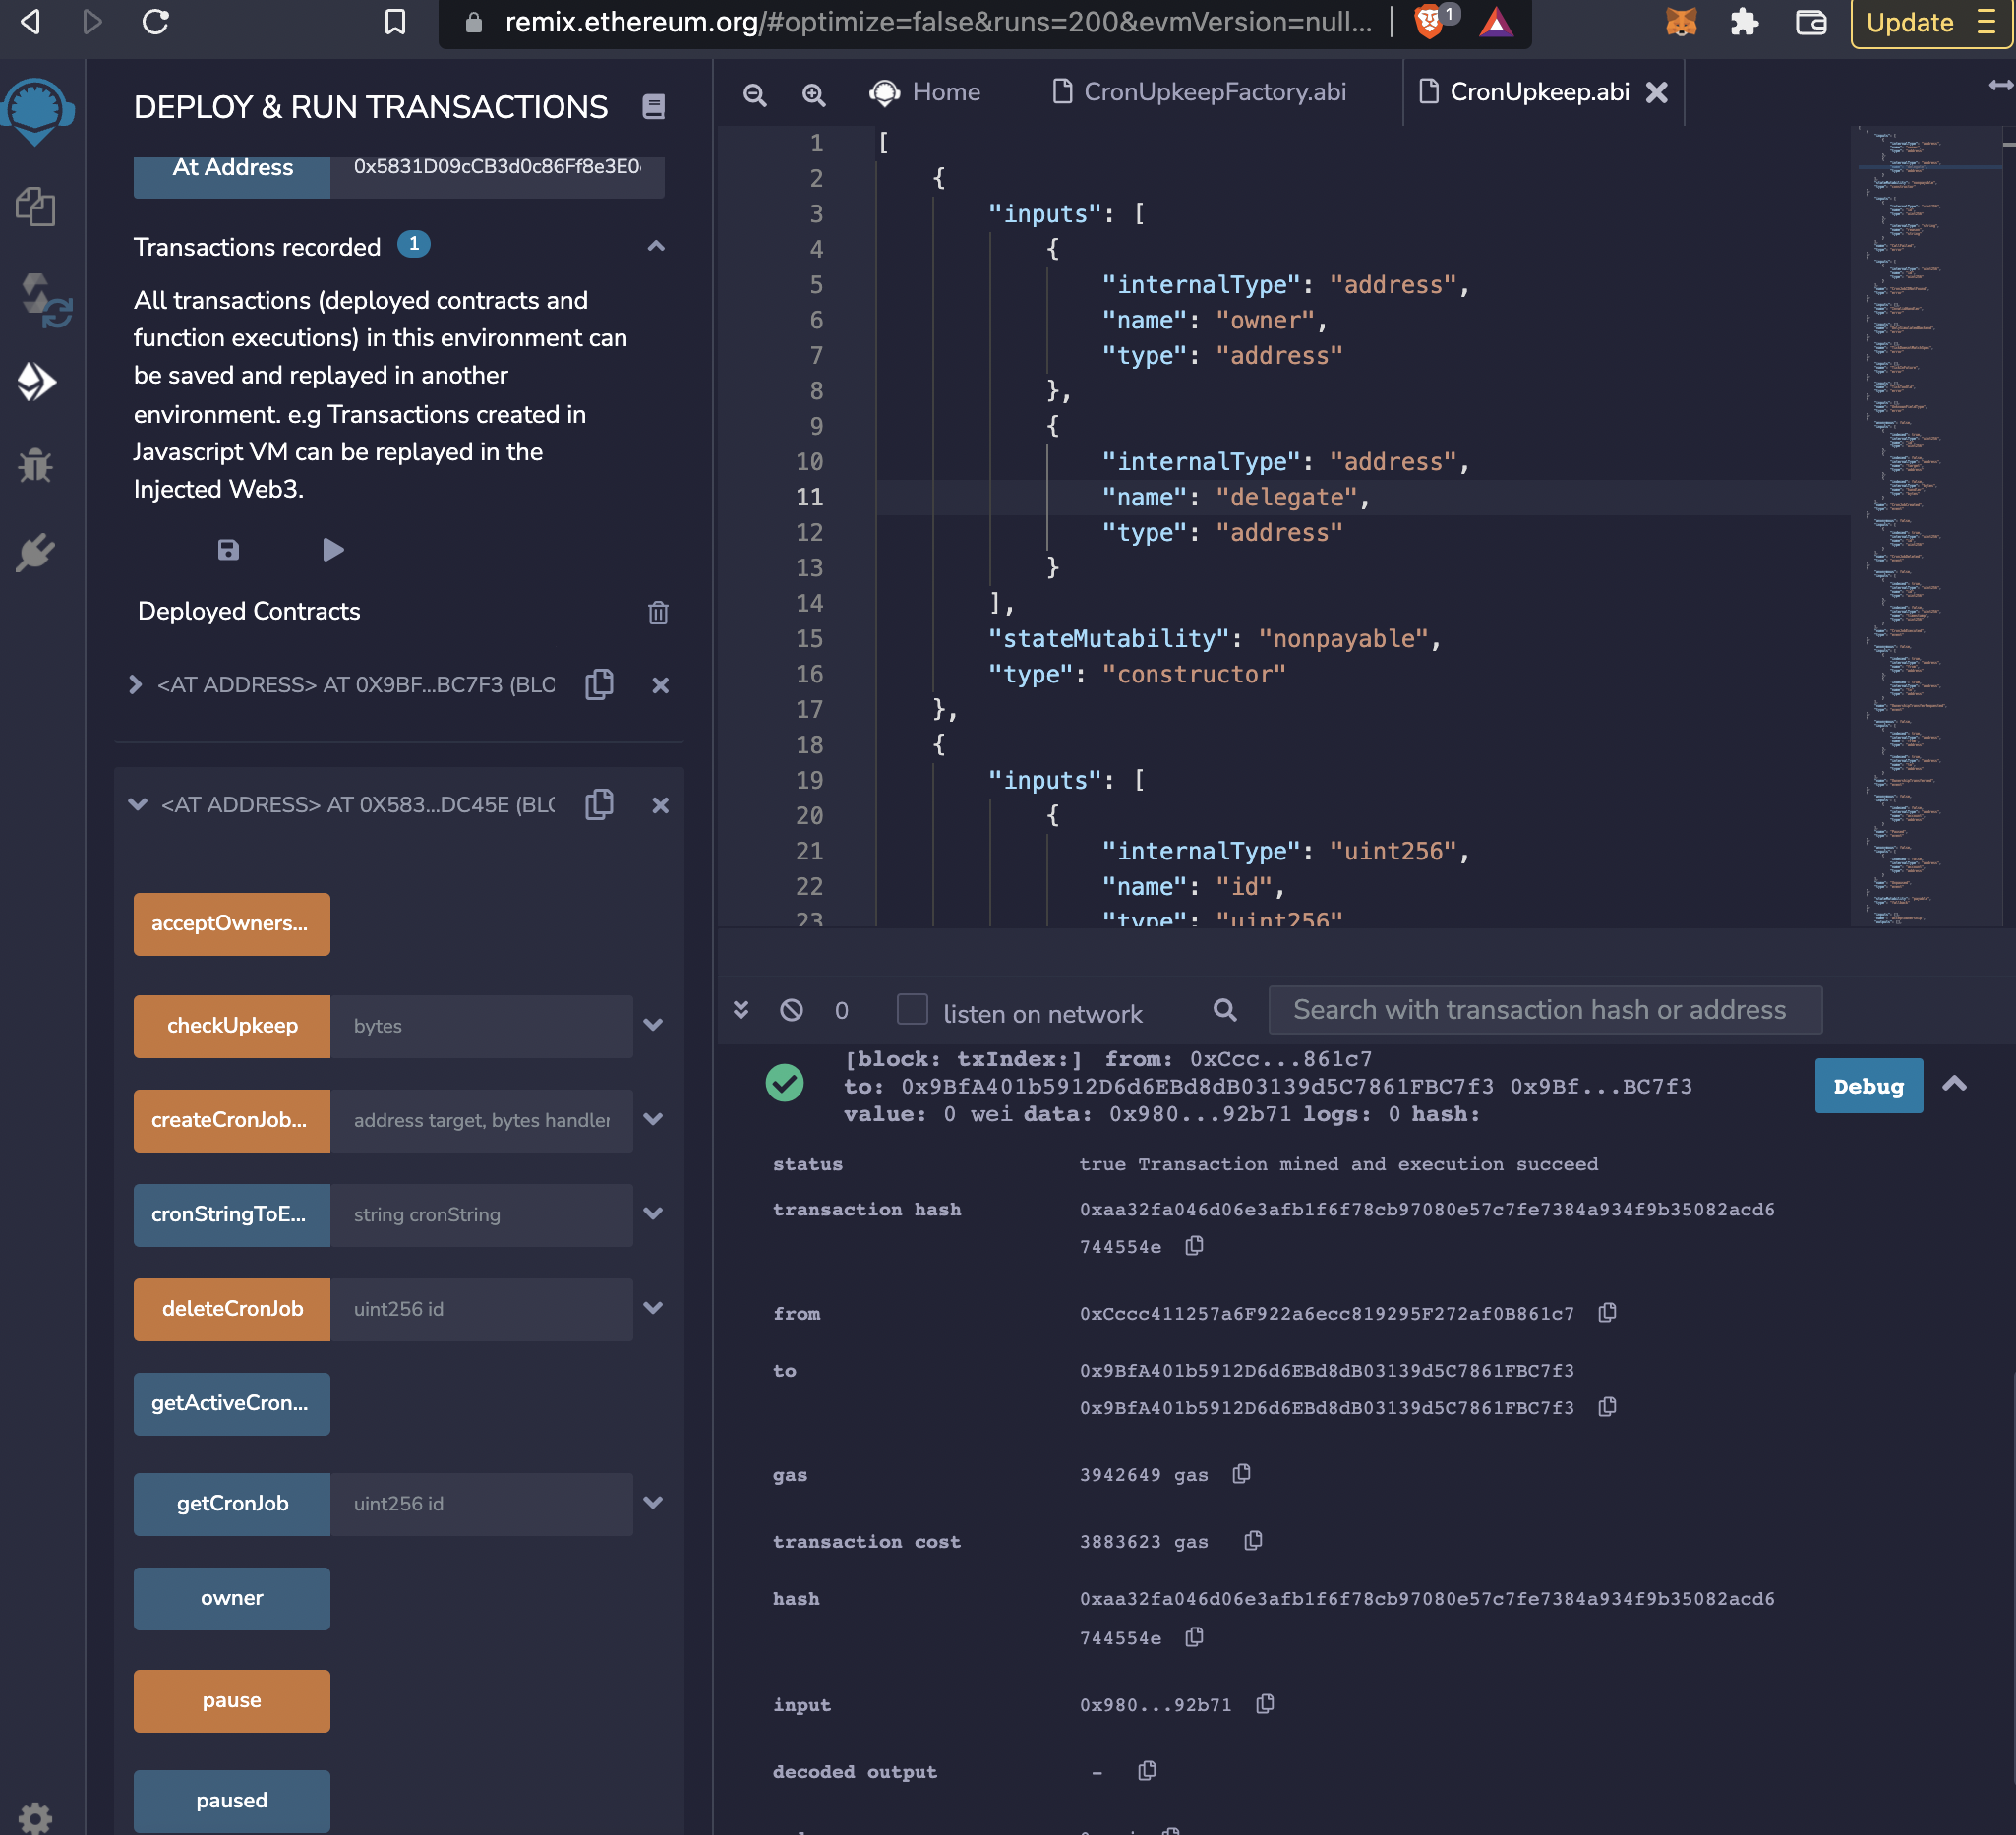 remix.ethereum.org/#optimize=false&runs=200&evmVersion=null...
1
Update
DEPLOY & RUN TRANSACTIONS
At Address
0x5831D09cCB3d0c86Ff8e3E0
Transactions recorded 1
All transactions (deployed contracts and
function executions) in this environment can
be saved and replayed in another
environment. e.g Transactions created in
Javascript VM can be replayed in the
Injected Web3.
Deployed Contracts
<AT ADDRESS> AT 0X9BF...BC7F3 (BLO
<AT ADDRESS> AT 0X583...DC45E (BLO
acceptOwners...
checkUpkeep
bytes
createCronJob...
address target, bytes handler
cronStringToE...
string cronString
deleteCronJob
uint256 id
getActiveCron...
getCronJob
uint256 id
owner
pause
paused
Home
CronUpkeepFactory.abi
CronUpkeep.abi
1 [
2 {
3 "inputs": [
4 {
5 "internalType": "address",
6 "name": "owner",
7 "type": "address"
8 },
9 {
10 "internalType": "address",
11 "name": "delegate",
12 "type": "address"
13 }
14 ],
15 "stateMutability": "nonpayable",
16 "type": "constructor"
17 },
18 {
19 "inputs": [
20 {
21 "internalType": "uint256",
22 "name": "id",
23 "type": "uint256"
0
listen on network
Search with transaction hash or address
[block: txIndex:] from: 0xCcc...861c7
to: 0x9BfA401b5912D6d6EBd8dB03139d5C7861FBC7f3 0x9Bf...BC7f3
value: 0 wei data: 0x980...92b71 logs: 0 hash:
Debug
status true Transaction mined and execution succeed
transaction hash 0xaa32fa046d06e3afb1f6f78cb97080e57c7fe7384a934f9b35082acd6
744554e
from 0xCccc411257a6F922a6ecc819295F272af0B861c7
to 0x9BfA401b5912D6d6EBd8dB03139d5C7861FBC7f3
0x9BfA401b5912D6d6EBd8dB03139d5C7861FBC7f3
gas 3942649 gas
transaction cost 3883623 gas
hash 0xaa32fa046d06e3afb1f6f78cb97080e57c7fe7384a934f9b35082acd6
744554e
input 0x980...92b71
decoded output -